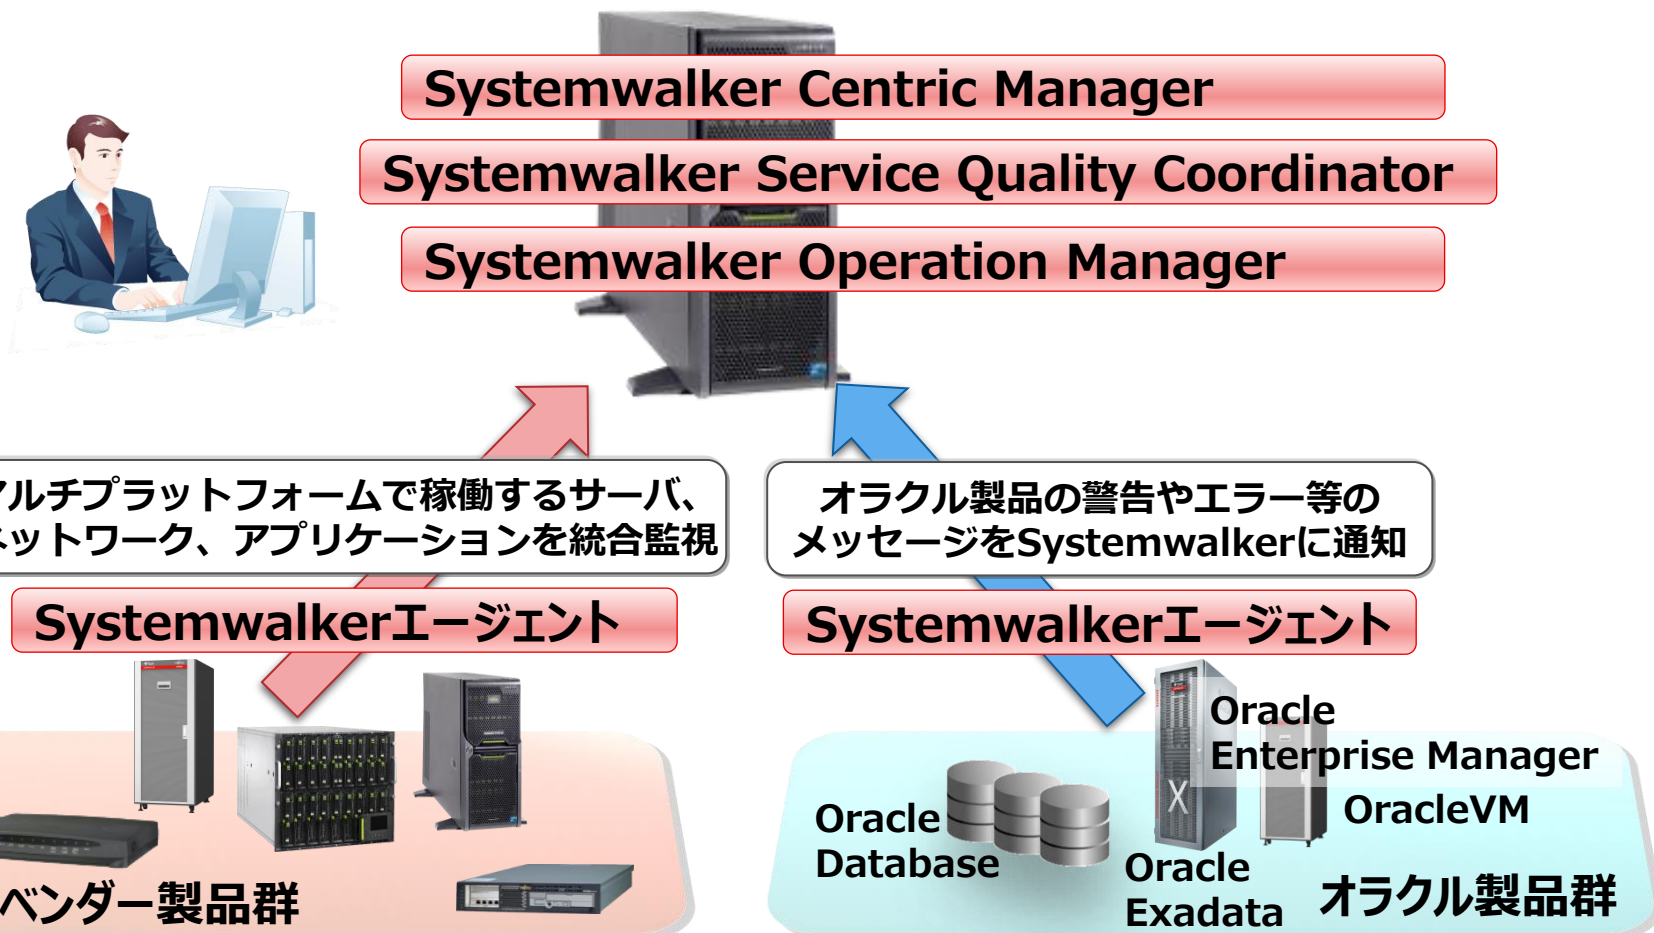 Systemwalker Centric Manager
Systemwalker Service Quality Coordinator
Systemwalker Operation Manager
マルチプラットフォームで稼働するサーバ、
ネットワーク、アプリケーションを統合監視
オラクル製品の警告やエラー等の
メッセージをSystemwalkerに通知
Systemwalkerエージェント
Systemwalkerエージェント
Oracle
Enterprise Manager
OracleVM
Oracle
Database
Oracle
Exadata
ベンダー製品群
オラクル製品群